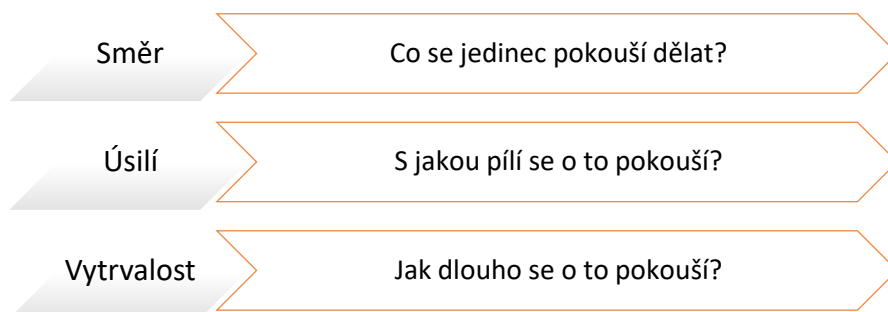 Směr
Co se jedinec pokouší dělat?
Úsilí
S jakou pílí se o to pokouší?
Vytrvalost
Jak dlouho se o to pokouší?